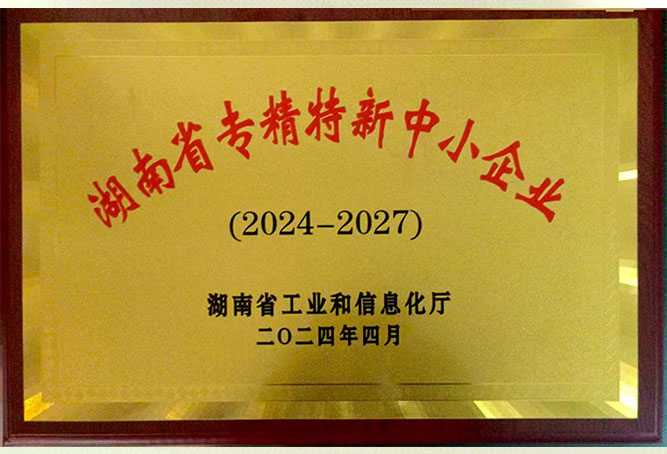 湖南省专精特新中小企业
(2024-2027)
湖南省工业和信息化厅
二〇二四年四月